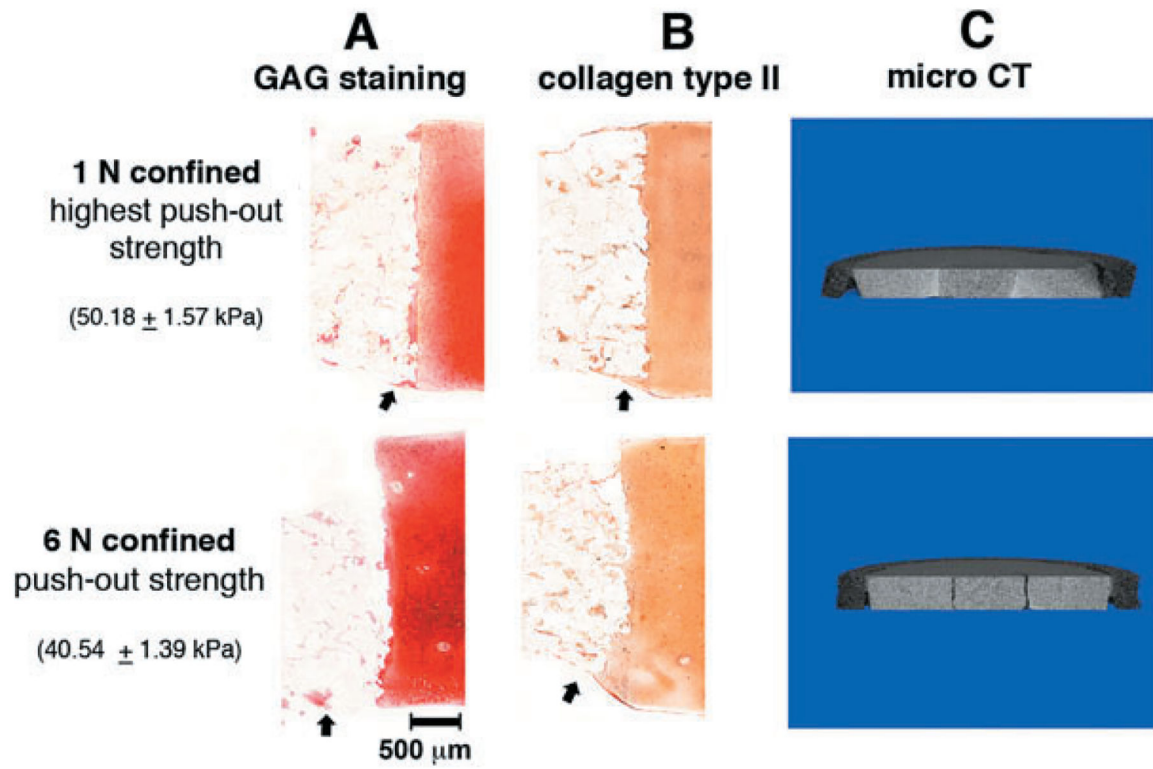 A
GAG staining
B
collagen type II
C
micro CT
1 N confined
highest push-out
strength
(50.18 ± 1.57 kPa)
6 N confined
push-out strength
(40.54 ± 1.39 kPa)
500 μm